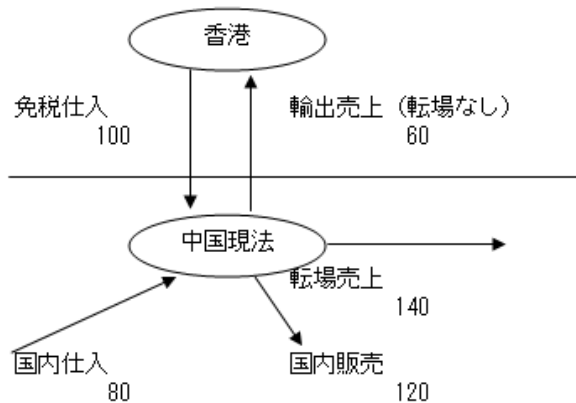 香港
免税仕入
100
輸出売上（転場なし）
60
中国現法
転場売上
140
国内仕入
80
国内販売
120